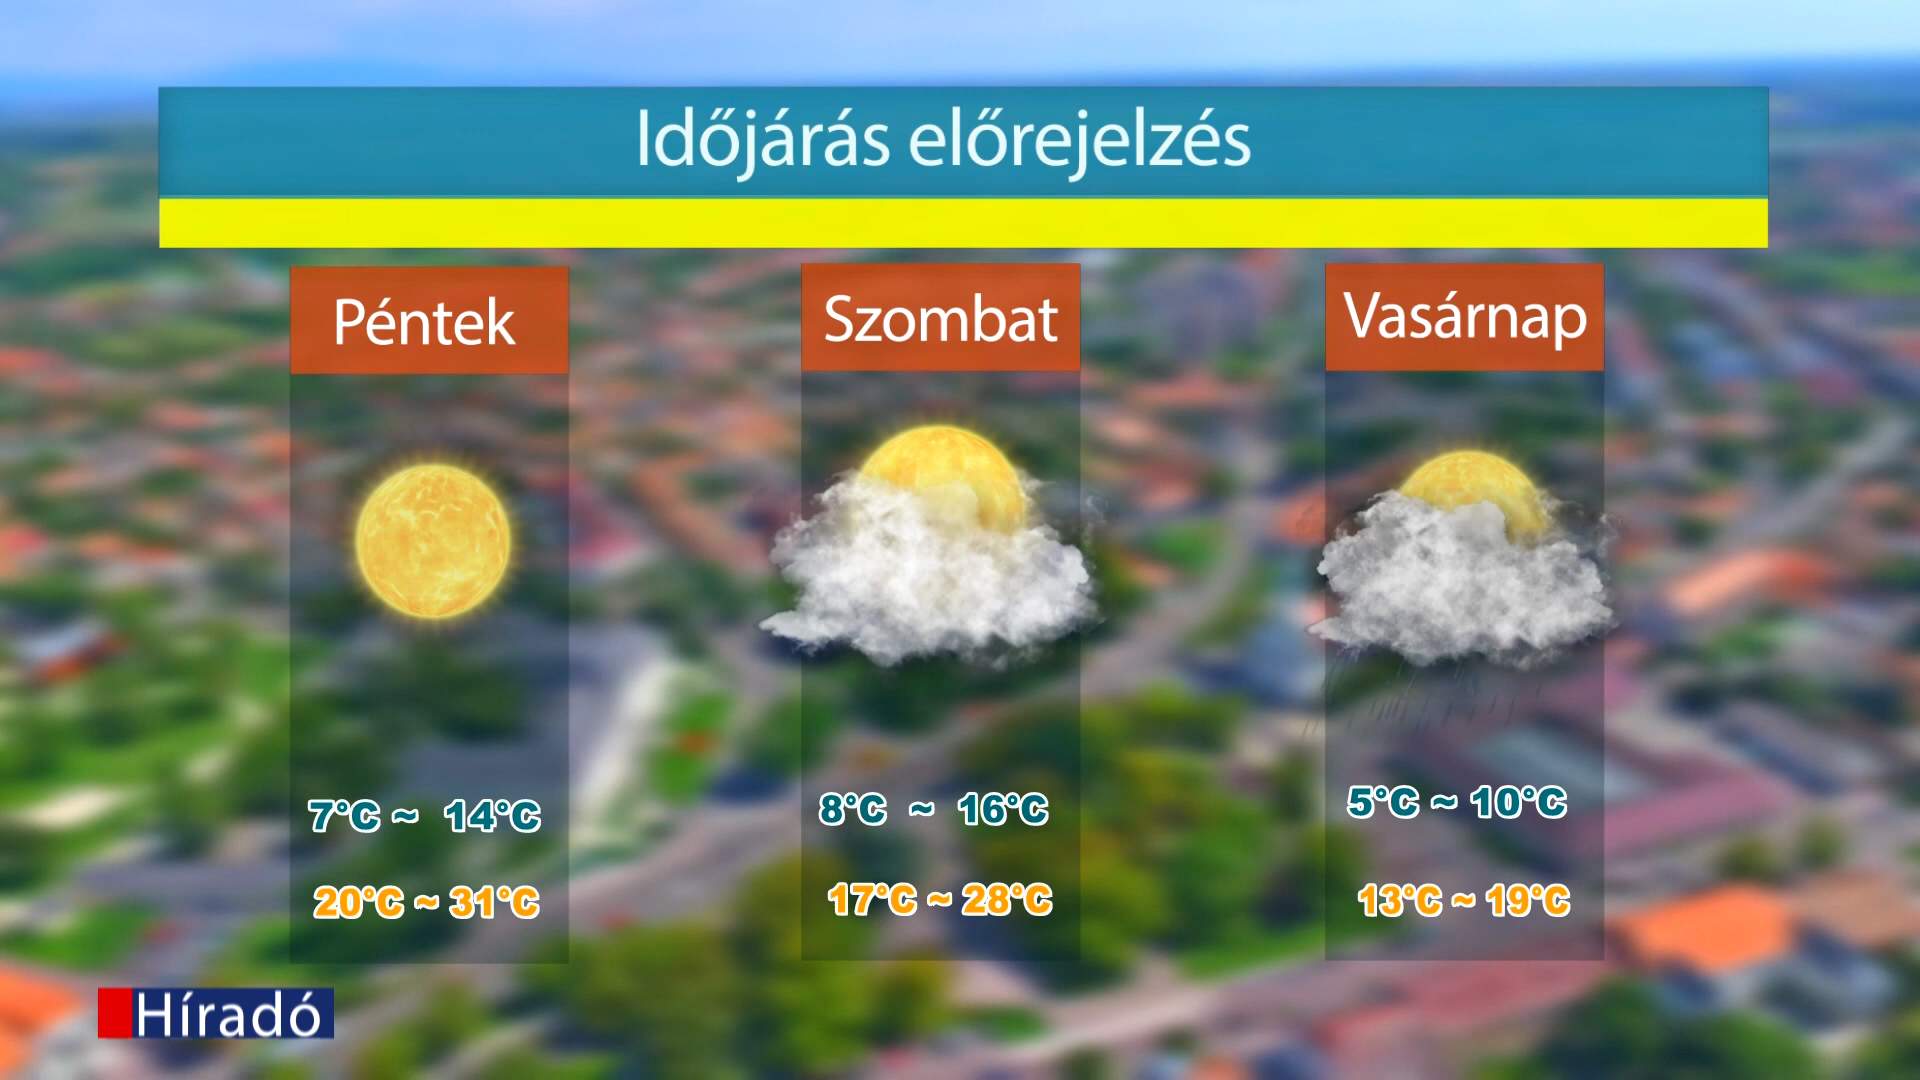 Időjárás előrejelzés
Péntek
7°C ~ 14°C
20°C ~ 31°C
Szombat
8°C ~ 16°C
17°C ~ 28°C
Vasárnap
5°C ~ 10°C
13°C ~ 19°C
Híradó